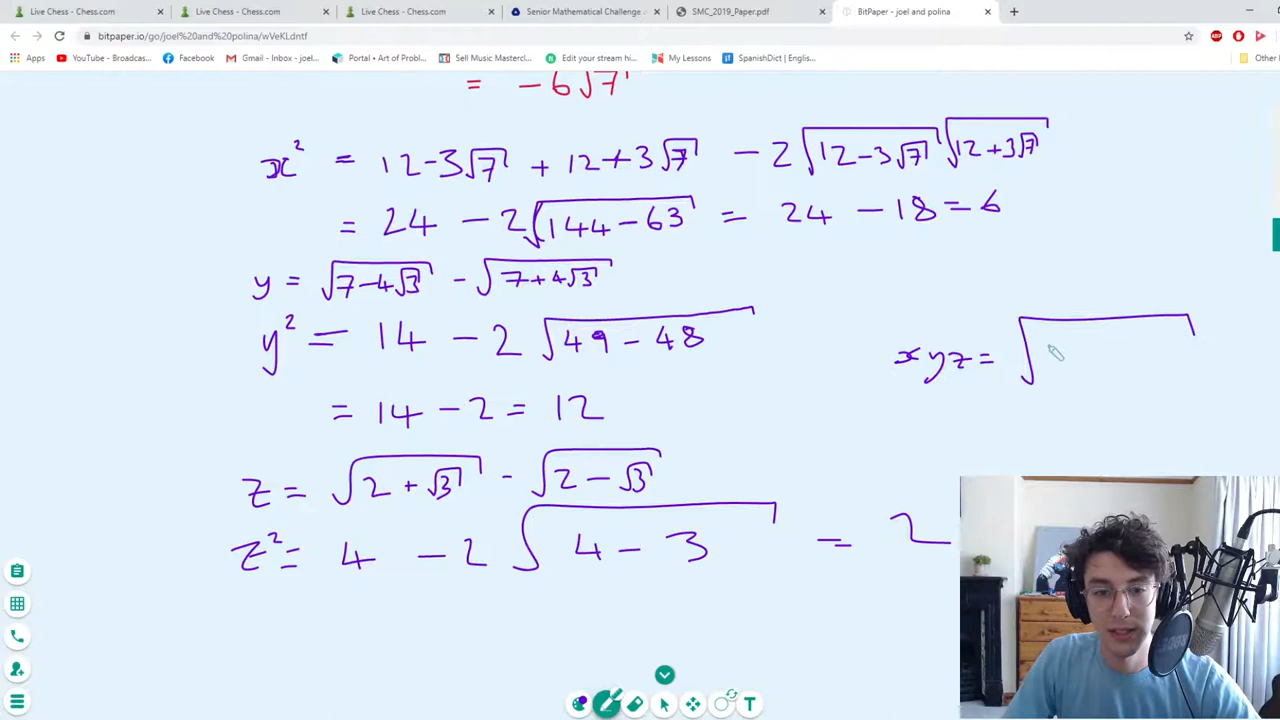 Live Chess - Chess.com
Live Chess - Chess.com
Live Chess - Chess.com
Senior Mathematical Challenge
SMC_2019_Paper.pdf
BitPaper - joel and polina
bitpaper.io/go/joel%20and%20polina/wVeKLdntf
Apps
YouTube - Broadcas...
Facebook
Gmail - Inbox - joel...
Portal • Art of Probl...
Sell Music Mastercl...
Edit your stream hi...
My Lessons
SpanishDict | Englis...
Other
= -6√7
x² = 12-3√7 + 12+3√7 - 2√12-3√7 √12+3√7
= 24 - 2√144-63 = 24 - 18 = 6
y = √7-4√3 - √7+4√3
y² = 14 - 2√49-48
xyz = √
= 14 - 2 = 12
z = √2+√3 - √2-√3
z² = 4 - 2√4-3 = 2
T